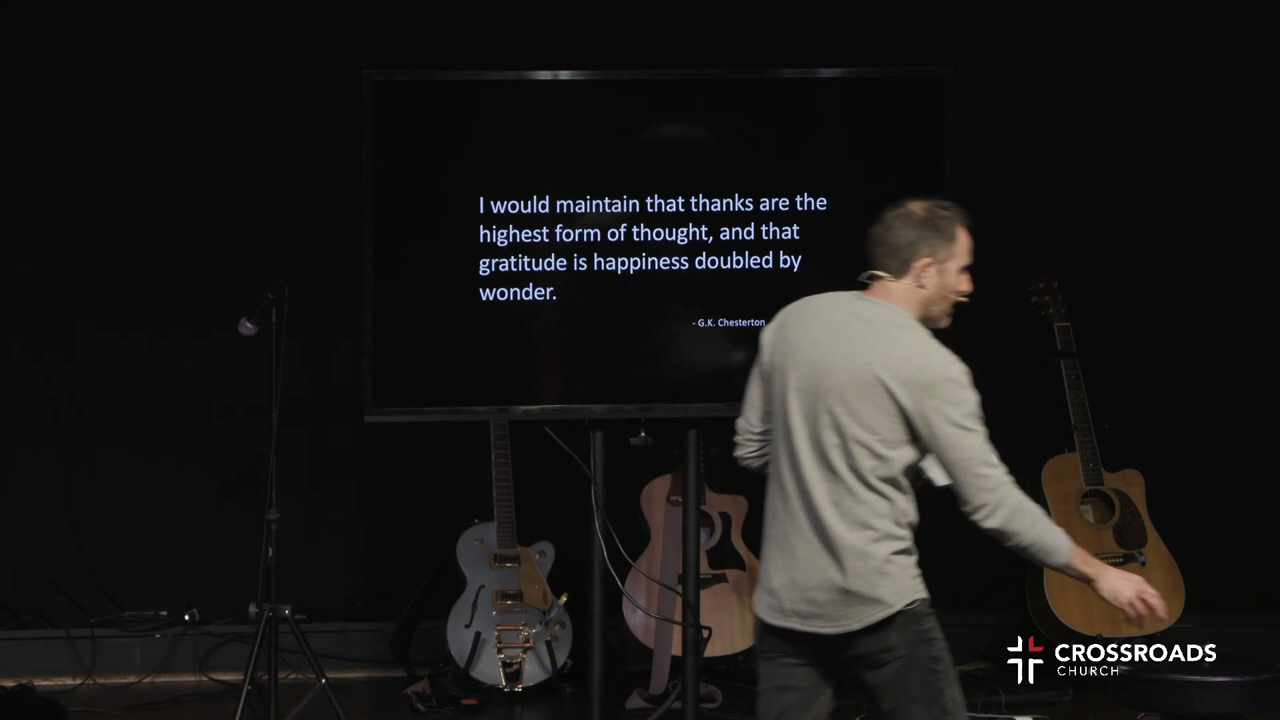 I would maintain that thanks are the
highest form of thought, and that
gratitude is happiness doubled by
wonder.
- G.K. Chesterton
CROSSROADS
CHURCH